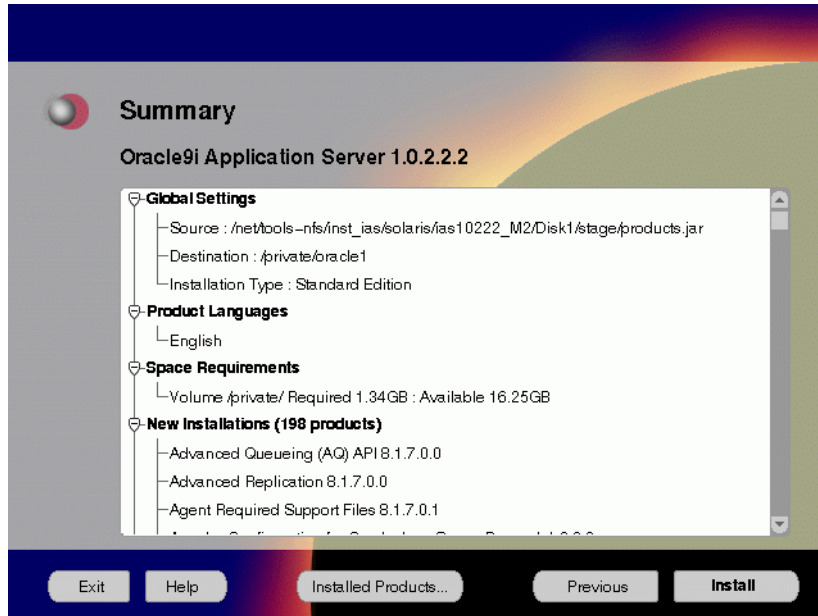 Summary
Oracle9i Application Server 1.0.2.2.2
Global Settings
Source : /net/tools-nfs/inst_ias/solaris/ias10222_M2/Disk1/stage/products.jar
Destination : /private/oracle1
Installation Type : Standard Edition
Product Languages
English
Space Requirements
Volume /private/ Required 1.34GB : Available 16.25GB
New Installations (198 products)
Advanced Queueing (AQ) API 8.1.7.0.0
Advanced Replication 8.1.7.0.0
Agent Required Support Files 8.1.7.0.1
Exit Help Installed Products... Previous Install